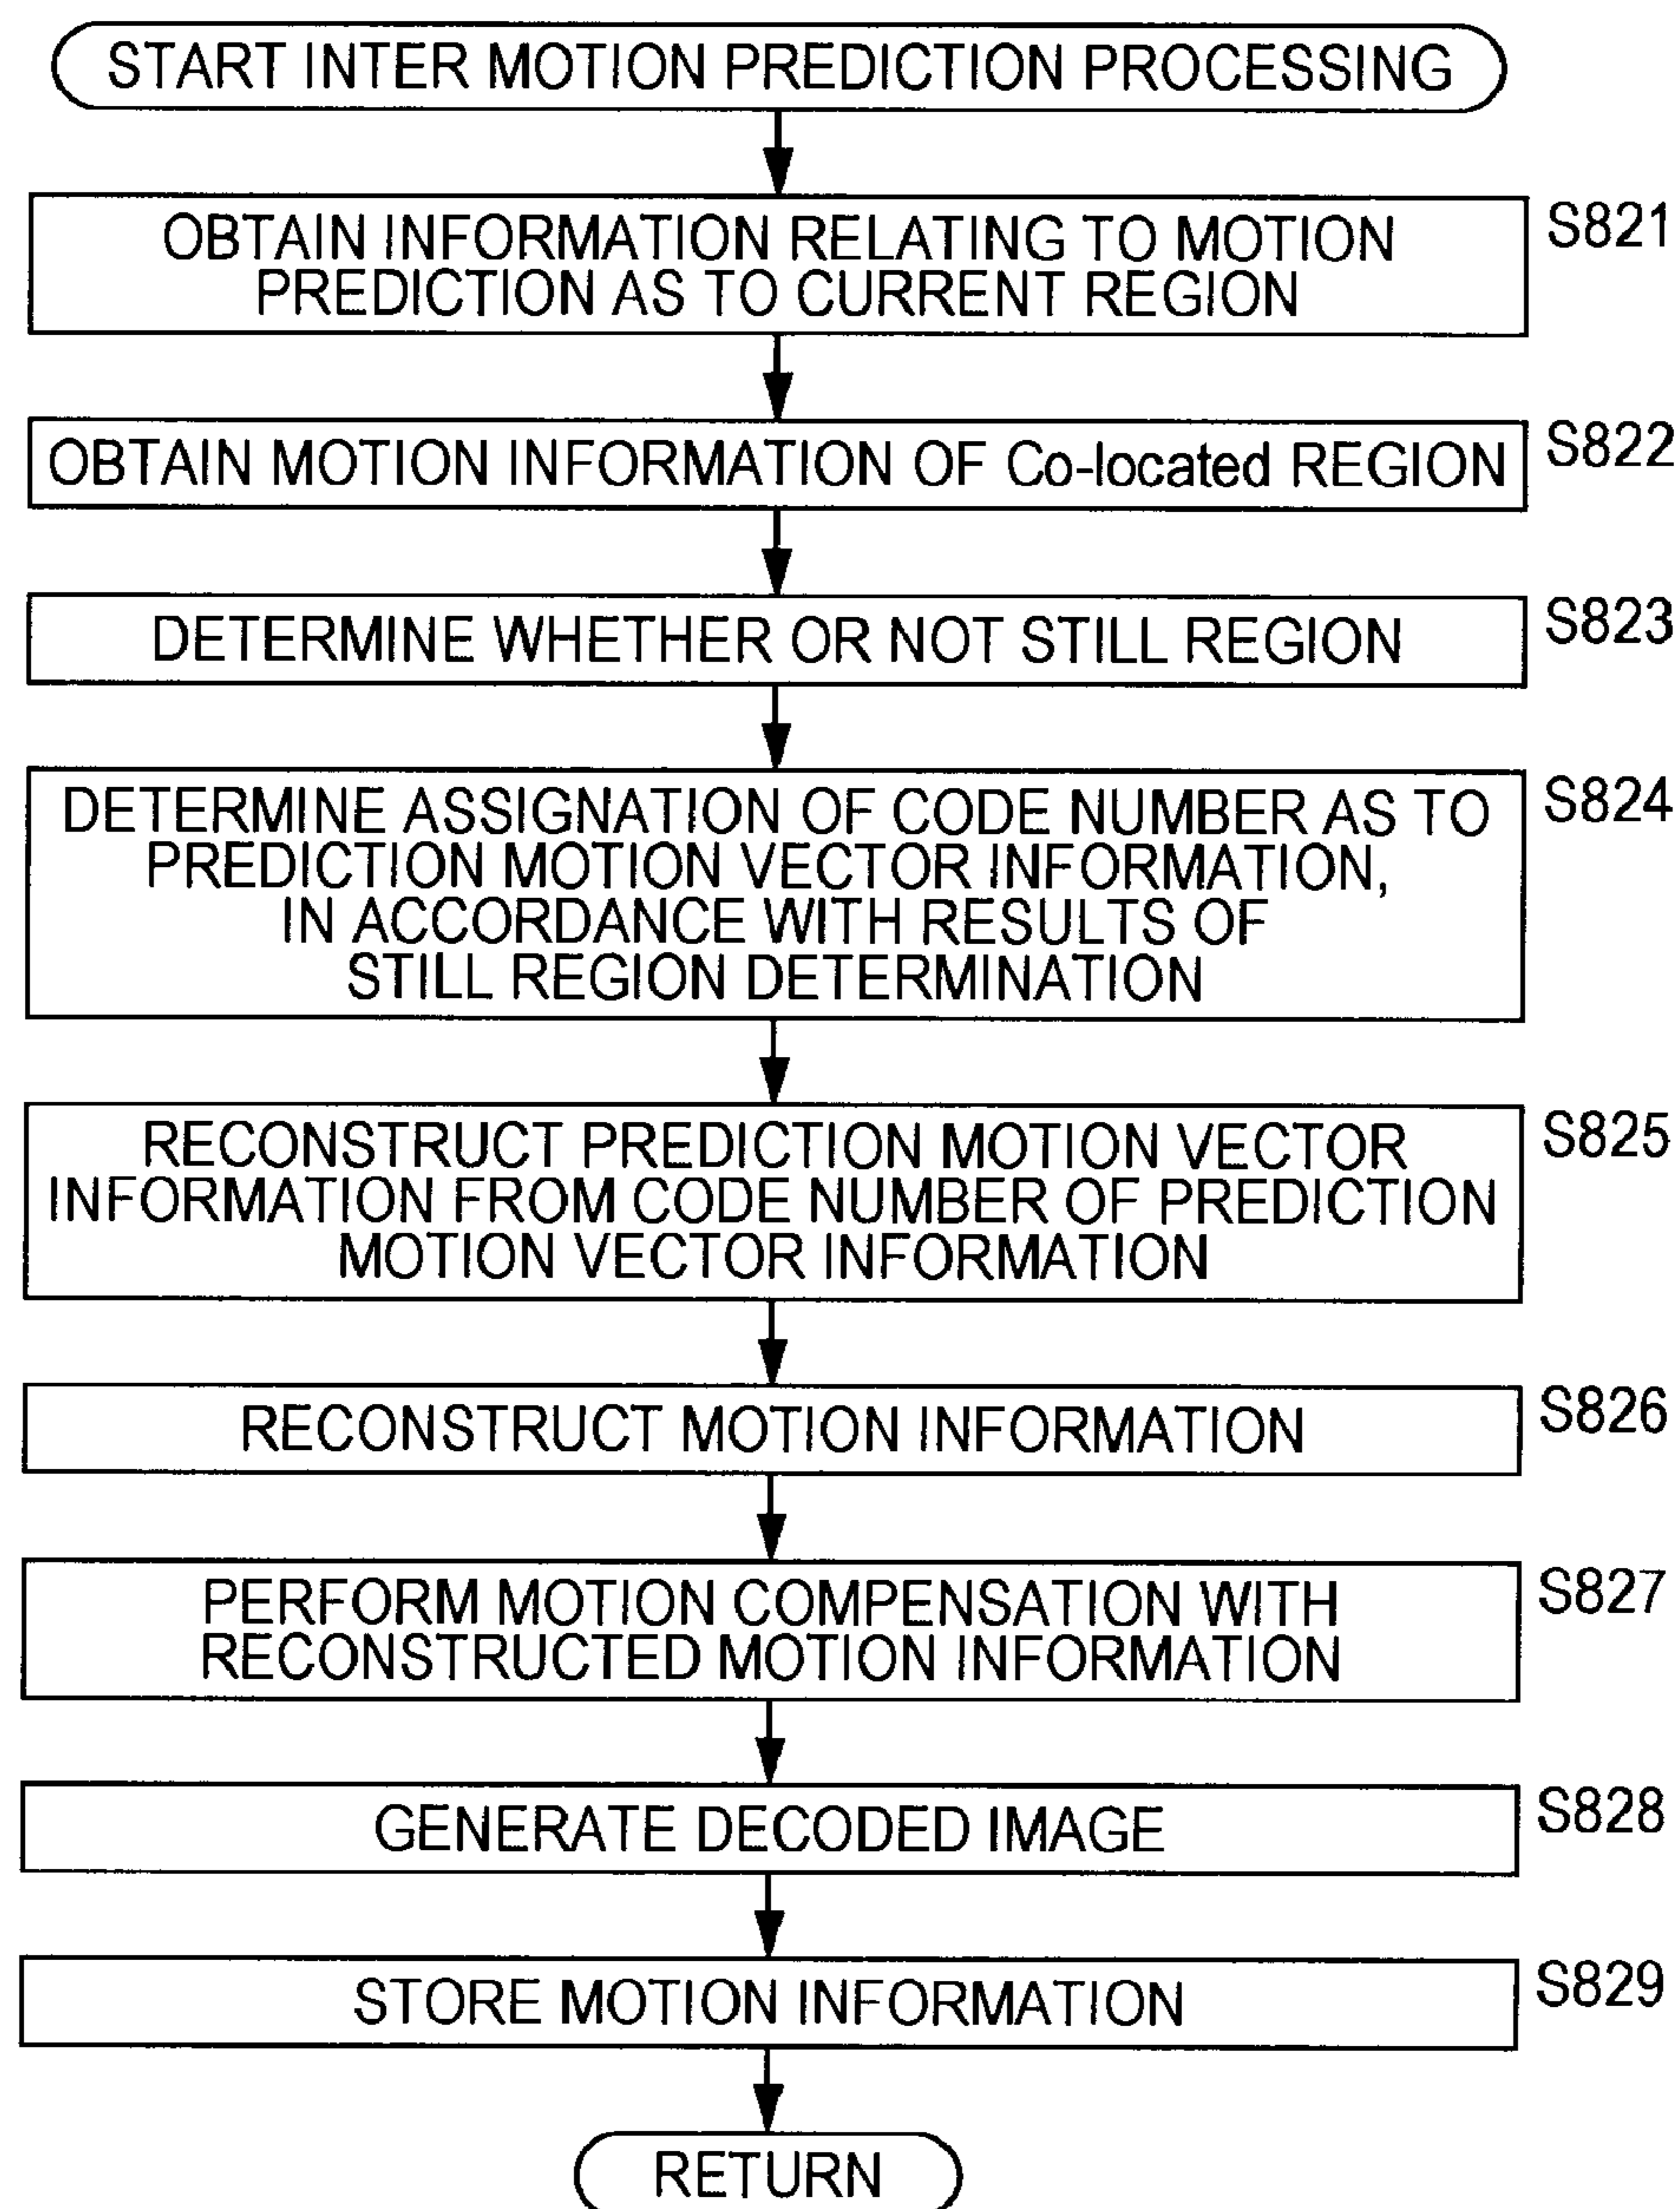 START INTER MOTION PREDICTION PROCESSING
OBTAIN INFORMATION RELATING TO MOTION
PREDICTION AS TO CURRENT REGION
S821
OBTAIN MOTION INFORMATION OF Co-located REGION
S822
DETERMINE WHETHER OR NOT STILL REGION
S823
DETERMINE ASSIGNATION OF CODE NUMBER AS TO
PREDICTION MOTION VECTOR INFORMATION,
IN ACCORDANCE WITH RESULTS OF
STILL REGION DETERMINATION
S824
RECONSTRUCT PREDICTION MOTION VECTOR
INFORMATION FROM CODE NUMBER OF PREDICTION
MOTION VECTOR INFORMATION
S825
RECONSTRUCT MOTION INFORMATION
S826
PERFORM MOTION COMPENSATION WITH
RECONSTRUCTED MOTION INFORMATION
S827
GENERATE DECODED IMAGE
S828
STORE MOTION INFORMATION
S829
RETURN